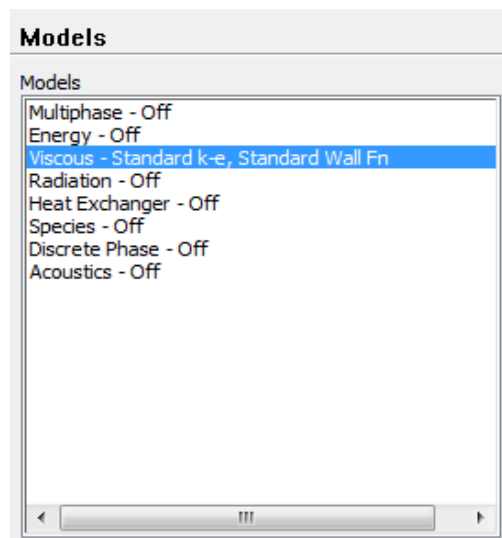 Models
Models
Multiphase - Off
Energy - Off
Viscous - Standard k-e, Standard Wall Fn
Radiation - Off
Heat Exchanger - Off
Species - Off
Discrete Phase - Off
Acoustics - Off